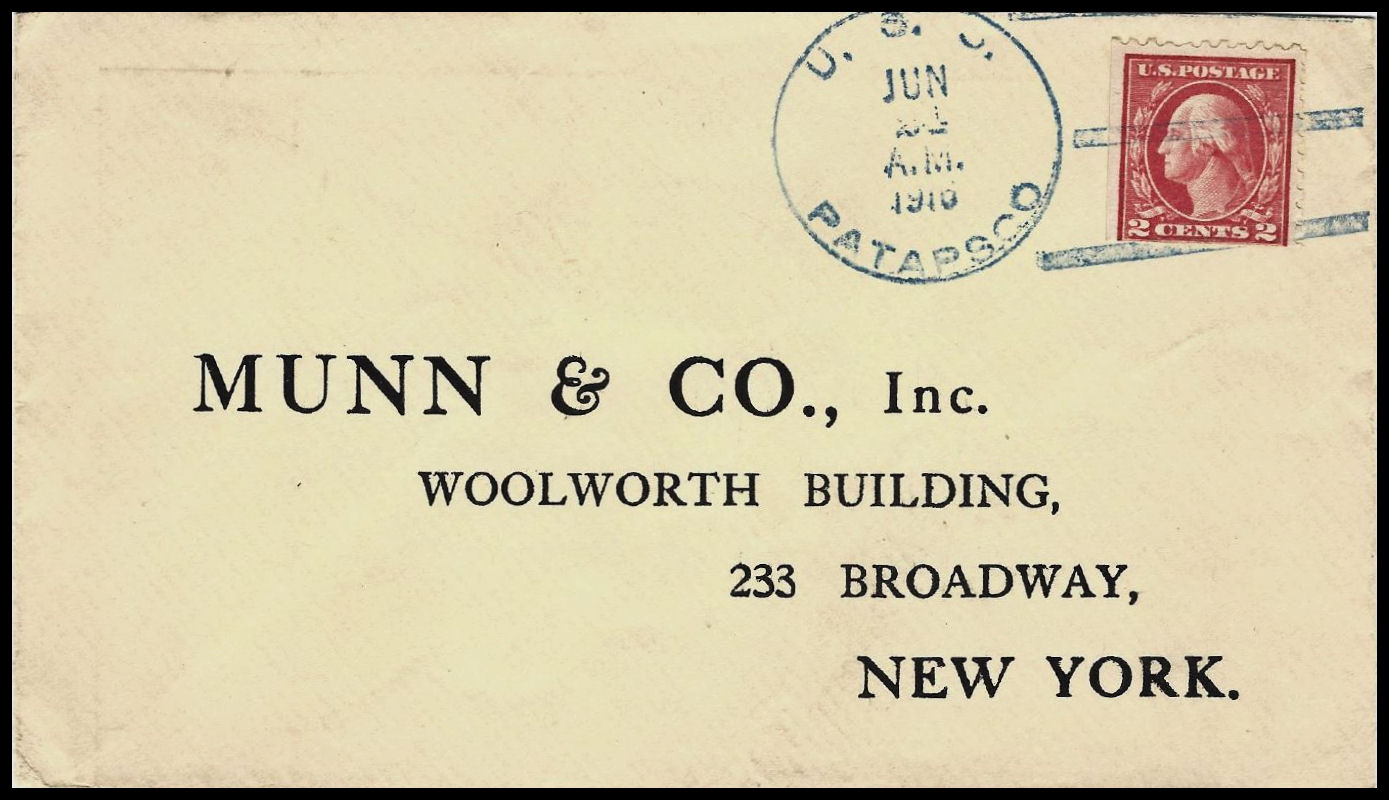 U. S.
JUN
A.M.
PATAPSCO
U.S.POSTAGE
2 CENTS 2
MUNN & CO., Inc.
WOOLWORTH BUILDING,
233 BROADWAY,
NEW YORK.